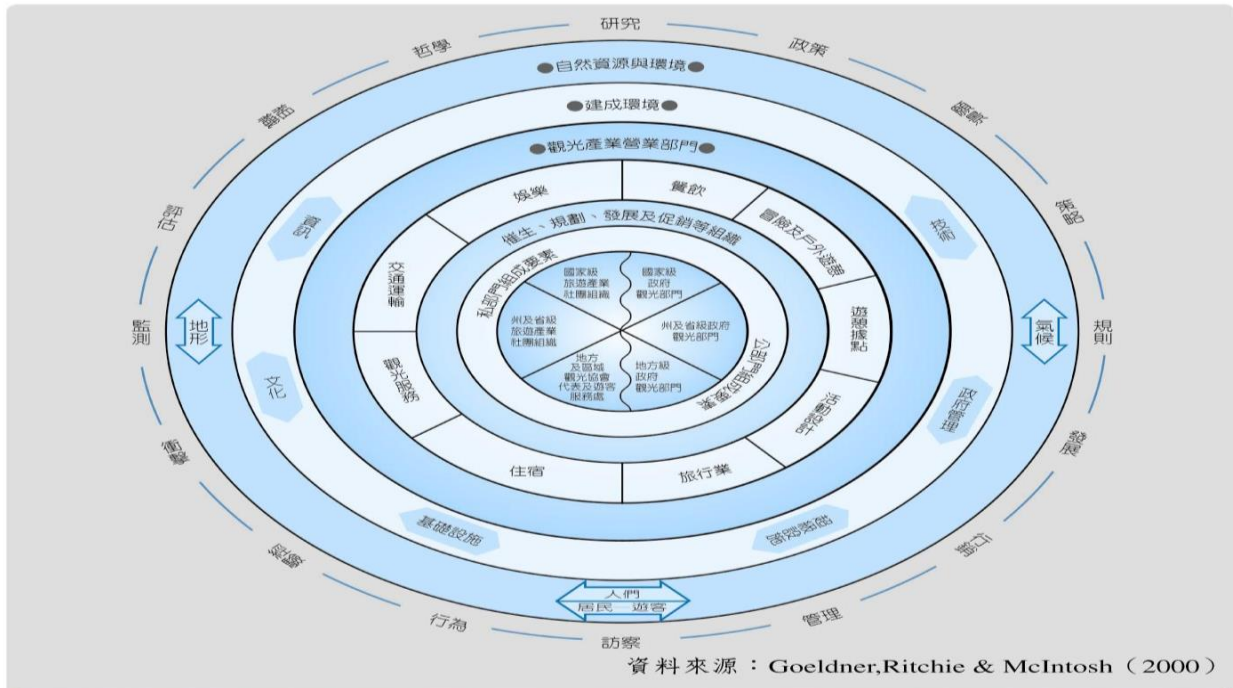 研究
政策
願景
策略
規則
發展
行銷
管理
訪察
行為
經驗
衝擊
監測
評估
哲學
●自然資源與環境●
●建成環境●
●觀光產業營業部門●
娛樂
餐飲
冒險及戶外遊憩
遊憩據點
活動設計
旅行業
住宿
觀光服務
交通運輸
催生、規劃、發展及促銷等組織
私部門組成要素
公部門組成要素
國家級
旅遊產業
社團組織
國家級
政府
觀光部門
州及省級
旅遊產業
社團組織
州及省級政府
觀光部門
地方
及區域
觀光協會
代表及遊客
服務處
地方級
政府
觀光部門
資訊
技術
文化
政府管理
基礎設施
地形
氣候
人們
居民—遊客
資料來源：Goeldner,Ritchie & McIntosh（2000）